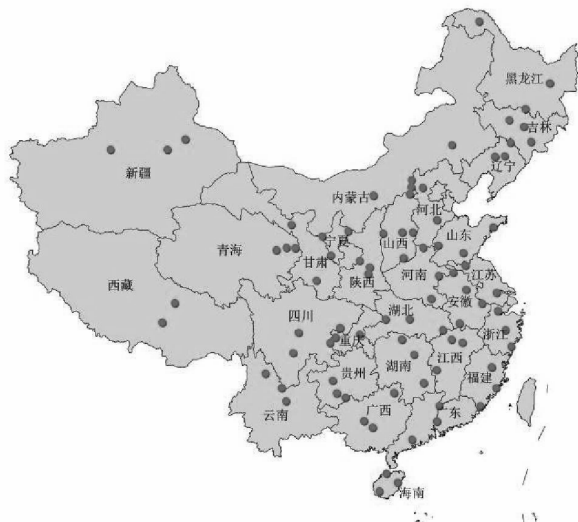 黑龙江
吉林
辽宁
新疆
内蒙古
河北
宁夏
山西
山东
青海
甘肃
陕西
河南
江苏
西藏
安徽
四川
湖北
重庆
浙江
湖南
江西
贵州
福建
云南
广西
广东
海南